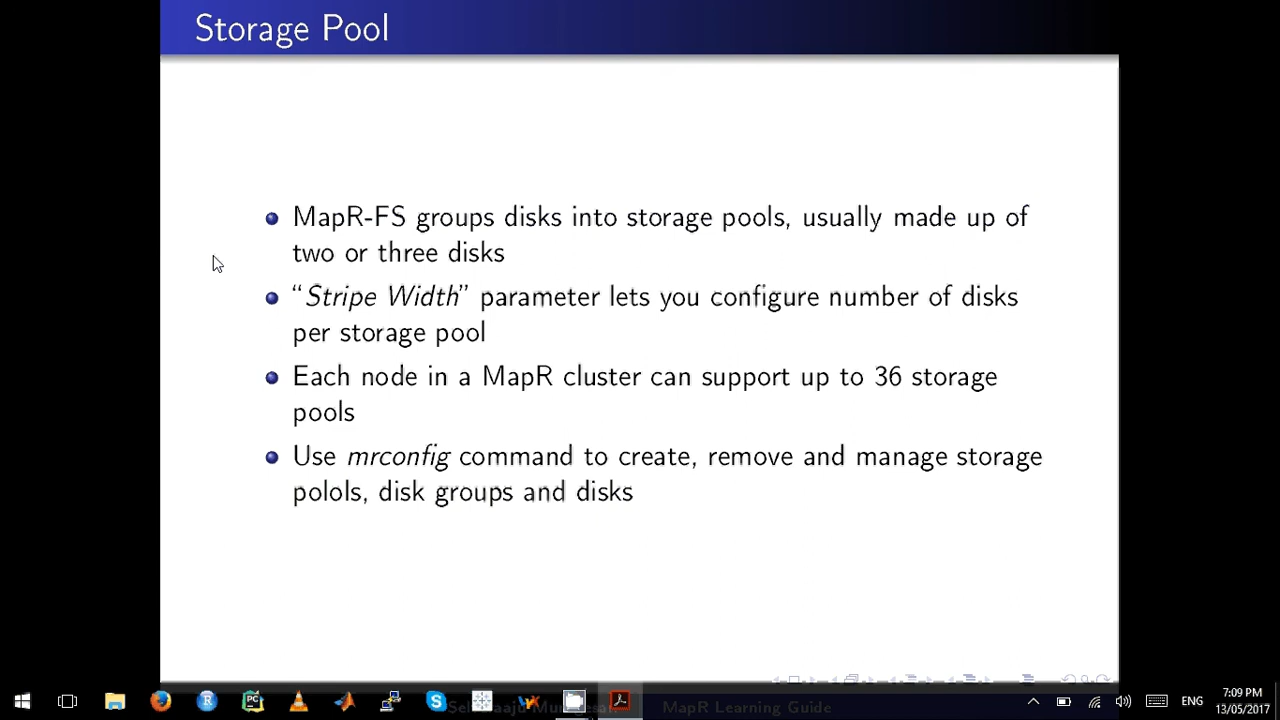 Storage Pool
MapR-FS groups disks into storage pools, usually made up of
two or three disks
“Stripe Width” parameter lets you configure number of disks
per storage pool
Each node in a MapR cluster can support up to 36 storage
pools
Use mrconfig command to create, remove and manage storage
polols, disk groups and disks
MapR Learning Guide
ENG
7:09 PM
13/05/2017